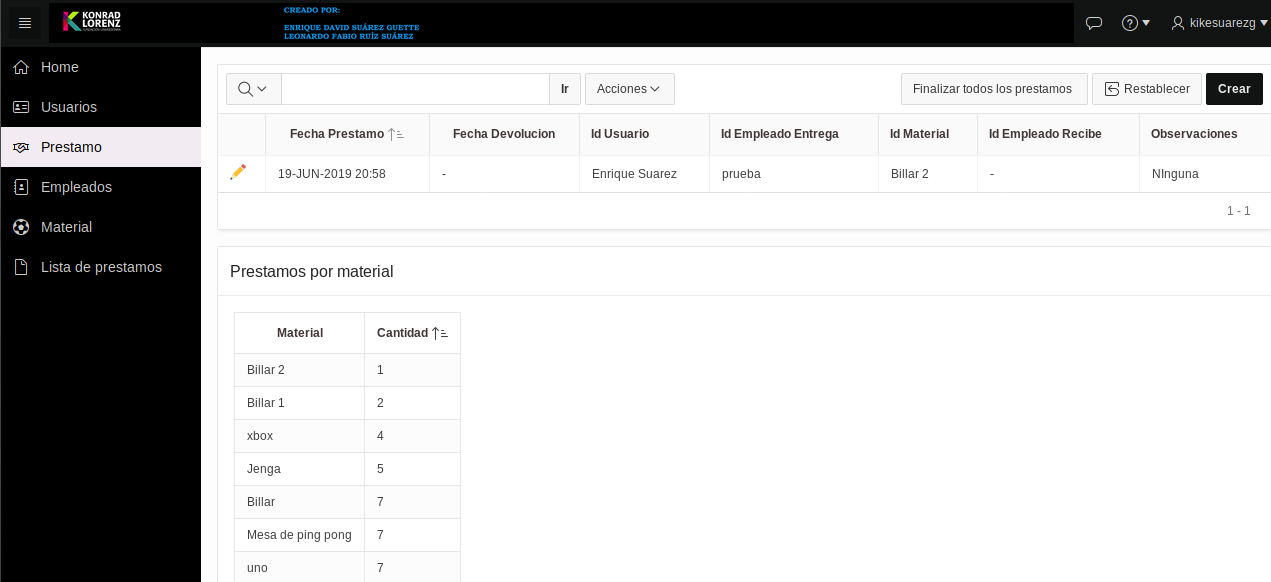 KONRAD
LORENZ
CREADO POR:
ENRIQUE DAVID SUÁREZ GUETTE
LEONARDO FABIO RUÍZ SUÁREZ
? kikesuarezg
Home
Usuarios
Prestamo
Empleados
Material
Lista de prestamos
Ir Acciones Finalizar todos los prestamos Restablecer Crear
Fecha Prestamo Fecha Devolucion Id Usuario Id Empleado Entrega Id Material Id Empleado Recibe Observaciones
19-JUN-2019 20:58 - Enrique Suarez prueba Billar 2 - NInguna
1 - 1
Prestamos por material
Material Cantidad
Billar 2 1
Billar 1 2
xbox 4
Jenga 5
Billar 7
Mesa de ping pong 7
uno 7